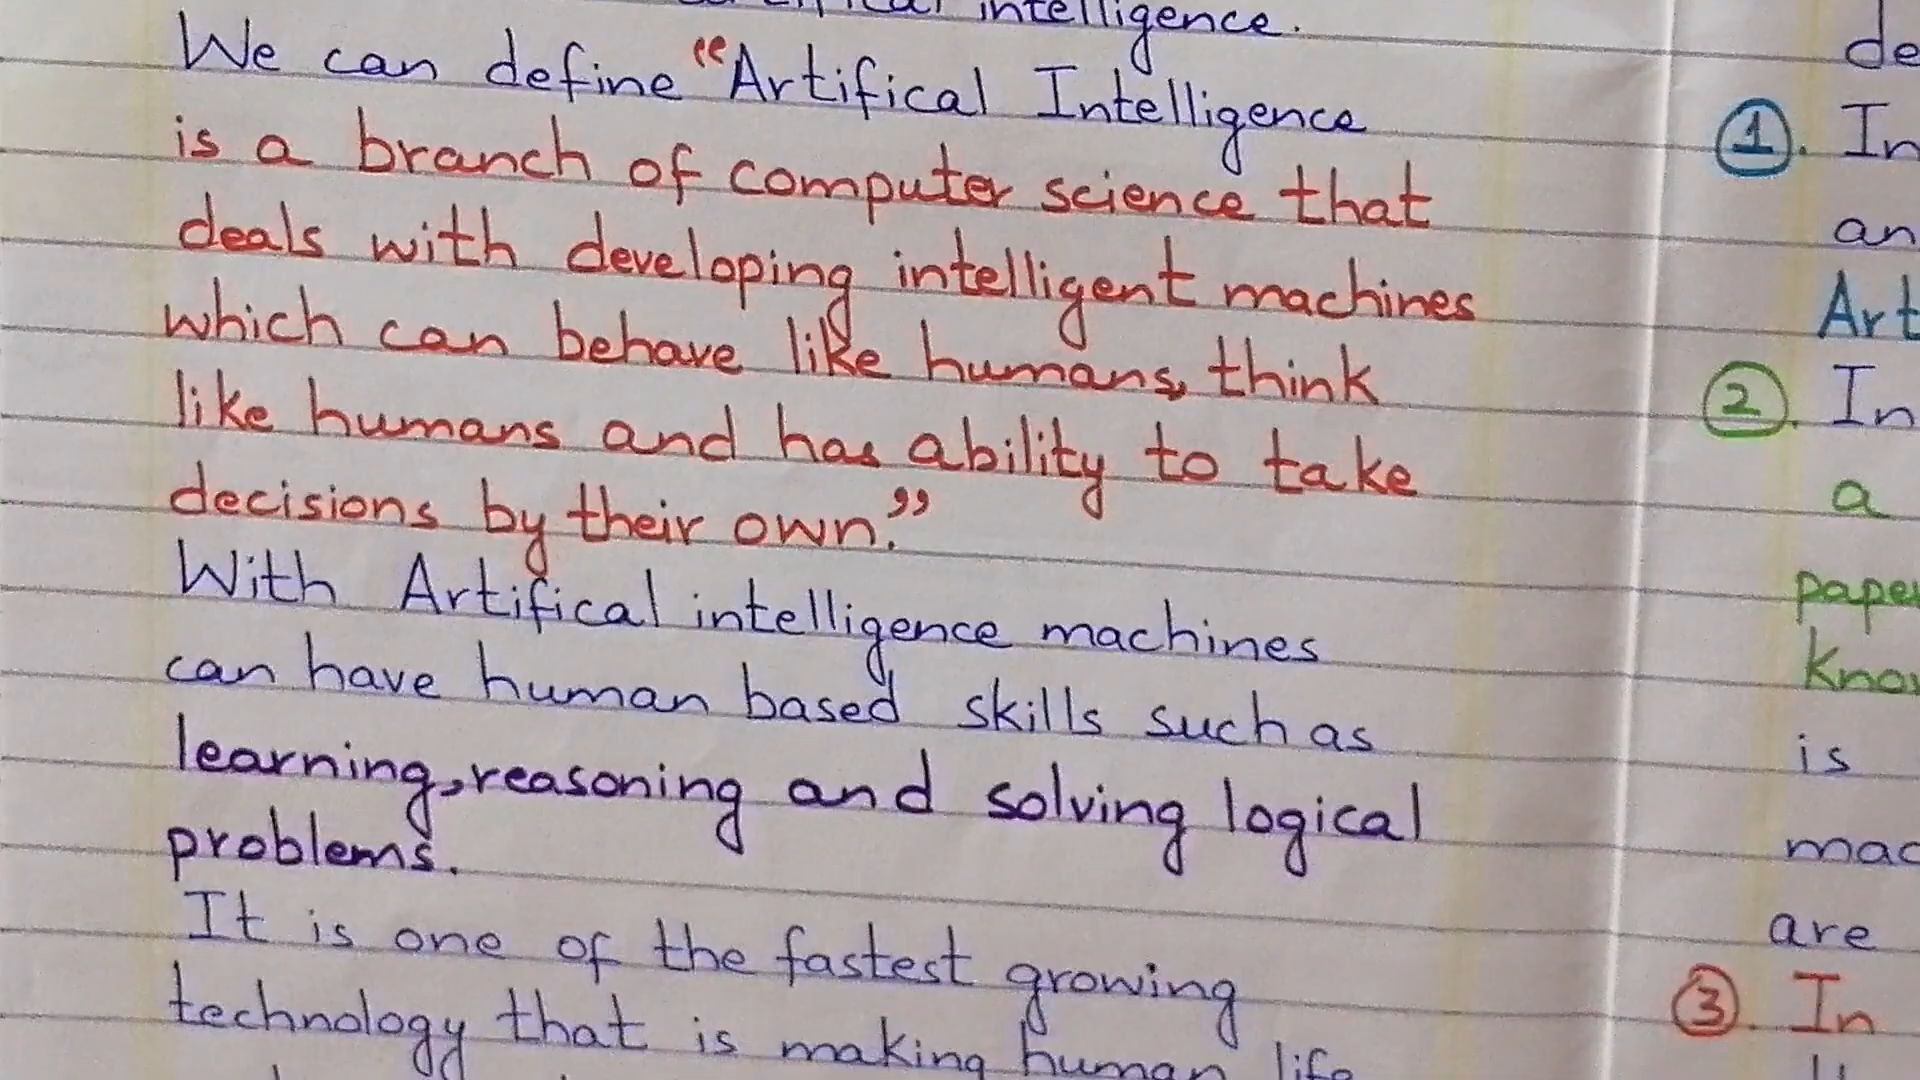 intelligence.
We can define "Artifical Intelligence
is a branch of computer science that
deals with developing intelligent machines
which can behave like humans, think
like humans and has ability to take
decisions by their own."
With Artifical intelligence machines
can have human based skills such as
learning, reasoning and solving logical
problems.
It is one of the fastest growing
technology that is making human life
de
1. In
an
Art
2. In
a
is
are
3. In